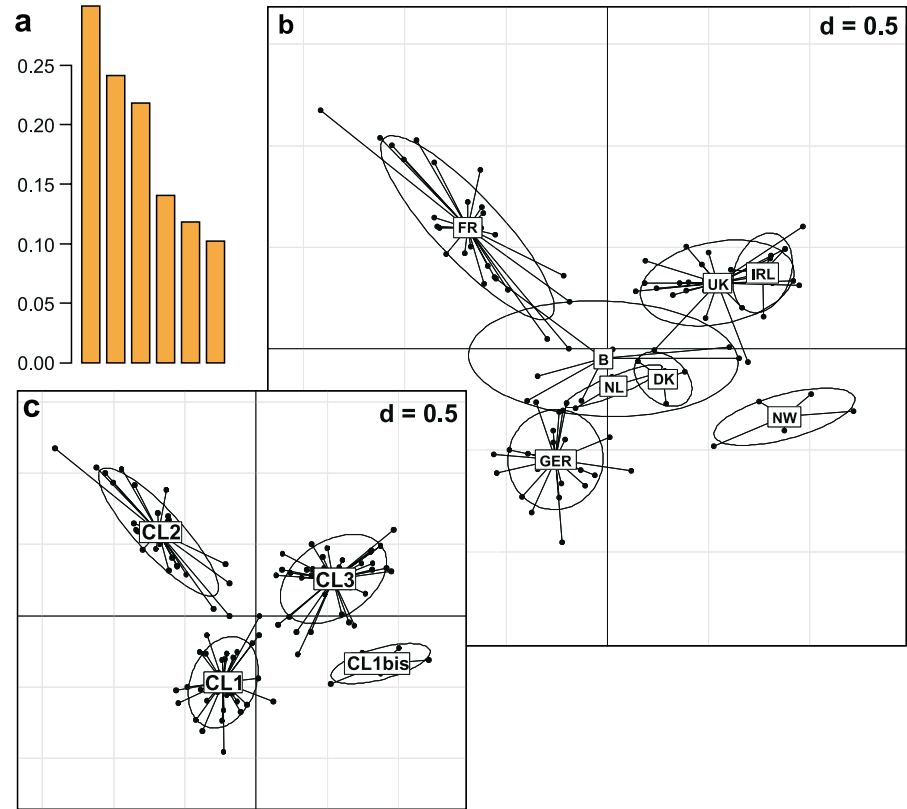 a
0.25
0.20
0.15
0.10
0.05
0.00
b
d = 0.5
FR
UK
IRL
B
NL
DK
NW
GER
c
d = 0.5
CL2
CL3
CL1
CL1bis